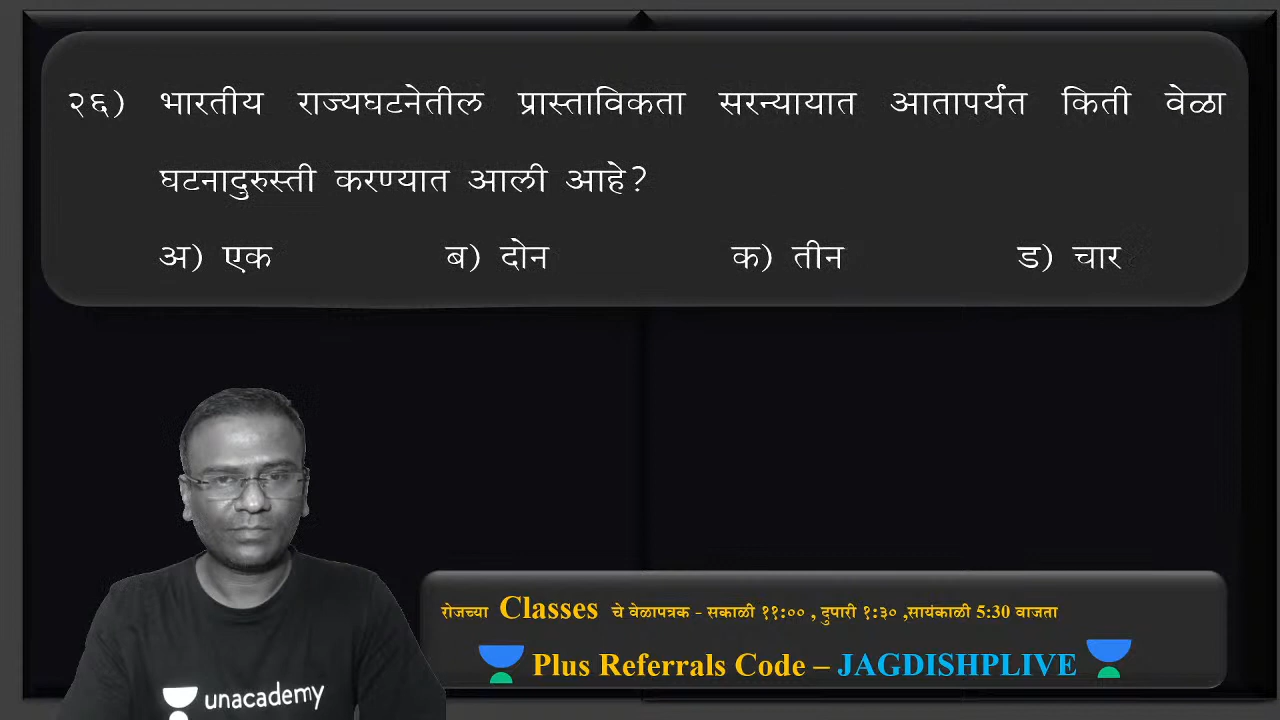 २६) भारतीय राज्यघटनेतील प्रास्ताविकता सरन्यायात आतापर्यंत किती वेळा
घटनादुरुस्ती करण्यात आली आहे?
अ) एक ब) दोन क) तीन ड) चार
रोजच्या Classes चे वेळापत्रक - सकाळी ११:०० , दुपारी १:३० ,सायंकाळी 5:30 वाजता
Plus Referrals Code – JAGDISHPLIVE
unacademy